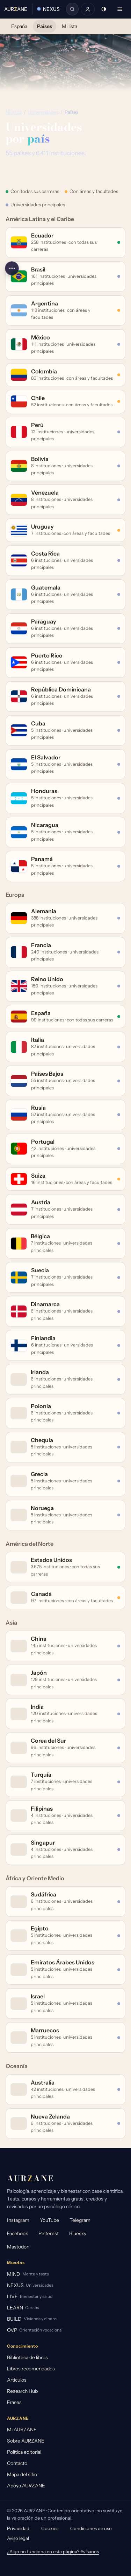 AURZANE NEXUS
España Países Mi lista
Universidades
por país
Con todas sus carreras
Con áreas y facultades
Universidades principales
América Latina y el Caribe
Ecuador
258 instituciones · con todas sus
carreras
Brasil
161 instituciones · universidades
principales
Argentina
119 instituciones · con áreas y
facultades
México
111 instituciones · universidades
principales
Colombia
86 instituciones · con áreas y facultades
Chile
52 instituciones · con áreas y facultades
Perú
12 instituciones · universidades
principales
Bolivia
8 instituciones · universidades
principales
Venezuela
8 instituciones · universidades
principales
Uruguay
7 instituciones · con áreas y facultades
Costa Rica
6 instituciones · universidades
principales
Guatemala
6 instituciones · universidades
principales
Paraguay
6 instituciones · universidades
principales
Puerto Rico
6 instituciones · universidades
principales
República Dominicana
6 instituciones · universidades
principales
Cuba
5 instituciones · universidades
principales
El Salvador
5 instituciones · universidades
principales
Honduras
5 instituciones · universidades
principales
Nicaragua
5 instituciones · universidades
principales
Panamá
5 instituciones · universidades
principales
Europa
Alemania
388 instituciones · universidades
principales
Francia
240 instituciones · universidades
principales
Reino Unido
193 instituciones · universidades
principales
España
99 instituciones · con todas sus carreras
Italia
82 instituciones · universidades
principales
Países Bajos
55 instituciones · universidades
principales
Rusia
52 instituciones · universidades
principales
Portugal
42 instituciones · universidades
principales
Suiza
16 instituciones · con áreas y facultades
Austria
7 instituciones · universidades
principales
Bélgica
7 instituciones · universidades
principales
Suecia
7 instituciones · universidades
principales
Dinamarca
6 instituciones · universidades
principales
Finlandia
6 instituciones · universidades
principales
Irlanda
6 instituciones · universidades
principales
Polonia
6 instituciones · universidades
principales
Chequia
5 instituciones · universidades
principales
Grecia
5 instituciones · universidades
principales
Noruega
5 instituciones · universidades
principales
América del Norte
Estados Unidos
3.675 instituciones · con todas sus
carreras
Canadá
97 instituciones · con áreas y facultades
Asia
China
145 instituciones · universidades
principales
Japón
126 instituciones · universidades
principales
India
120 instituciones · universidades
principales
Corea del Sur
96 instituciones · universidades
principales
Turquía
7 instituciones · universidades
principales
Filipinas
4 instituciones · universidades
principales
Singapur
4 instituciones · universidades
principales
África y Oriente Medio
Sudáfrica
6 instituciones · universidades
principales
Egipto
5 instituciones · universidades
principales
Emiratos Árabes Unidos
5 instituciones · universidades
principales
Israel
5 instituciones · universidades
principales
Marruecos
5 instituciones · universidades
principales
Oceanía
Australia
43 instituciones · universidades
principales
Nueva Zelanda
6 instituciones · universidades
principales
AURZANE
Psicología, aprendizaje y bienestar con base científica.
Tests, cursos y herramientas gratis, creados y
revisados por un psicólogo clínico.
Instagram YouTube Telegram
Facebook Pinterest Bluesky
Mastodon
Mundos
MIND Mente y tests
NEXUS Universidades
LIVE Bienestar y salud
LEARN Cursos
BUILD Vivienda y dinero
OVP Orientación vocacional
Conocimiento
Biblioteca de libros
Libros recomendados
Artículos
Research Hub
Frases
AURZANE
Mi AURZANE
Sobre AURZANE
Política editorial
Contacto
Mapa del sitio
Apoya AURZANE
© 2026 AURZANE · Contenido orientativo: no sustituye
la valoración de un profesional.
Privacidad Cookies Condiciones de uso
Aviso legal
¿Algo no funciona en esta página? Avísanos